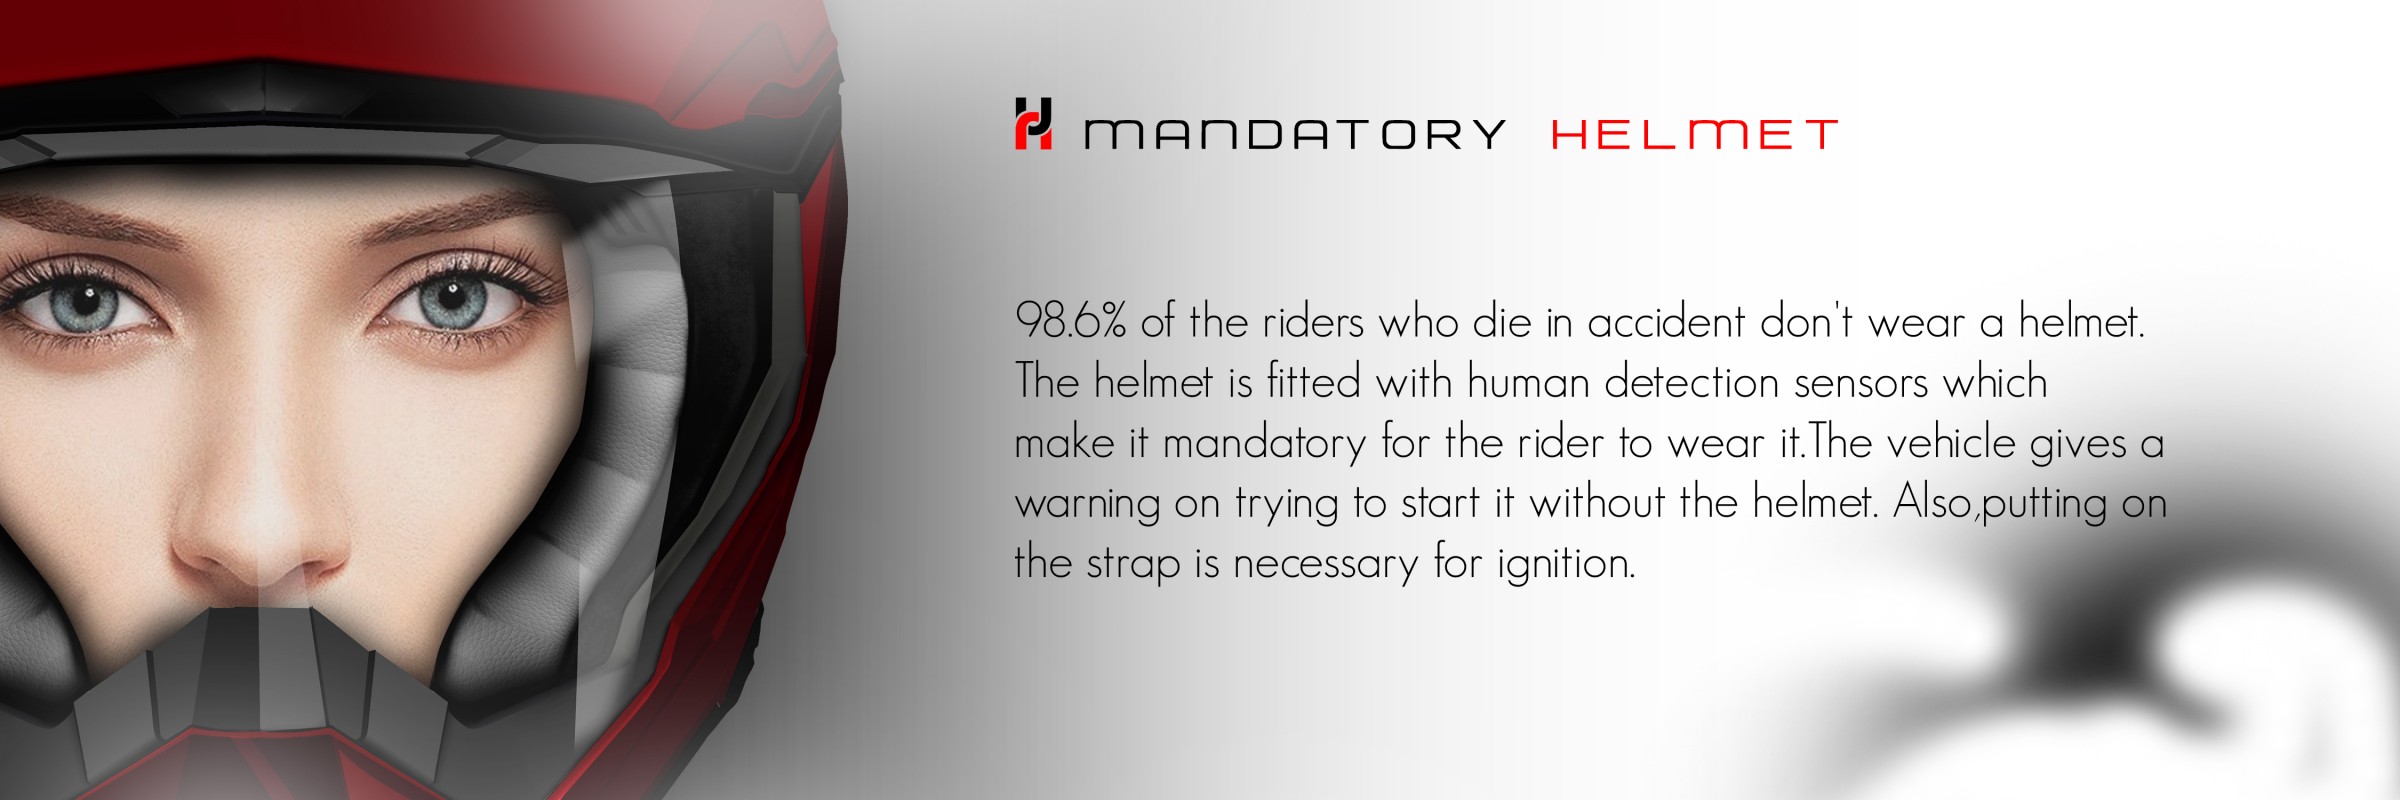 MANDATORY HELMET
98.6% of the riders who die in accident don't wear a helmet.
The helmet is fitted with human detection sensors which
make it mandatory for the rider to wear it.The vehicle gives a
warning on trying to start it without the helmet. Also,putting on
the strap is necessary for ignition.